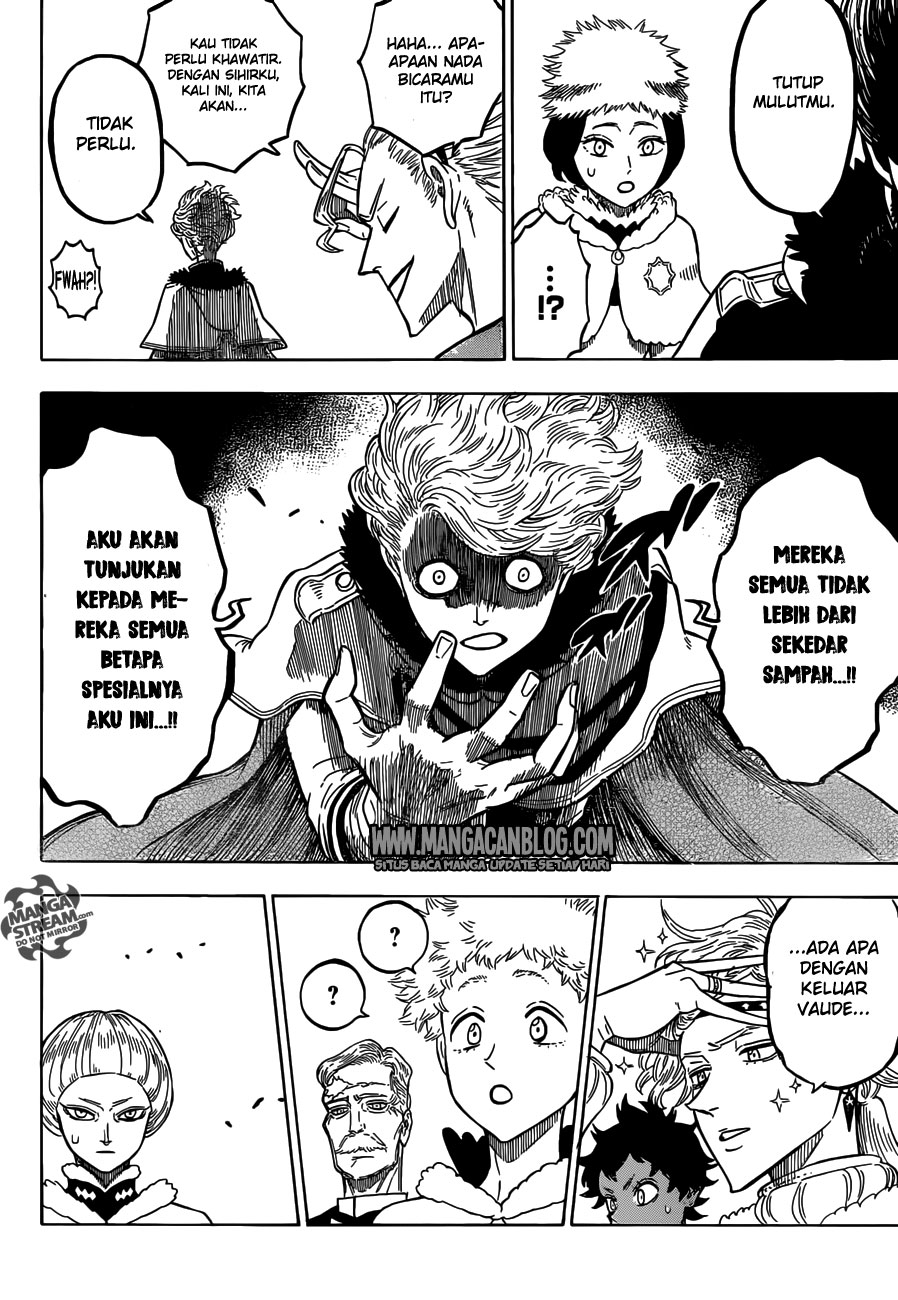 TUTUP
MULUTMU.
...!?
HAHA... APA-
APAAN NADA
BICARAMU
ITU?
KAU TIDAK
PERLU KHAWATIR.
DENGAN SIHIRKU,
KALI INI, KITA
AKAN...
TIDAK
PERLU.
FWAH?!
MEREKA
SEMUA TIDAK
LEBIH DARI
SEKEDAR
SAMPAH...!!
AKU AKAN
TUNJUKAN
KEPADA ME-
REKA SEMUA
BETAPA
SPESIALNYA
AKU INI...!!
WWW.MANGACANBLOG.COM
SITUS BACA MANGA UPDATE SETIAP HARI
...ADA APA
DENGAN
KELUAR
VAUDE...
?
?
MANGA
STREAM.com
DO NOT MIRROR!